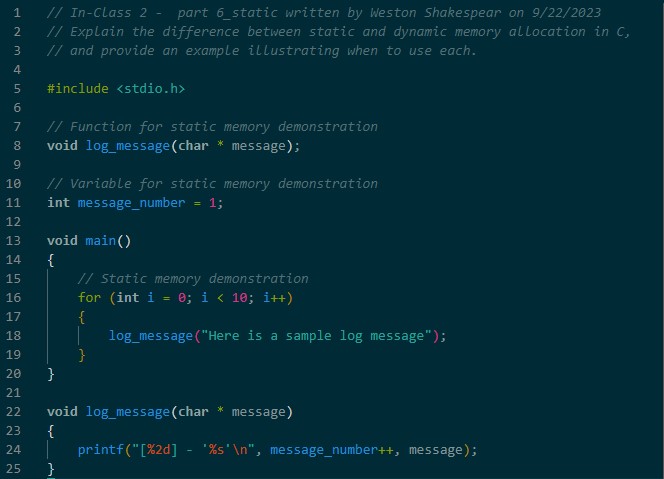 1 // In-Class 2 -  part 6_static written by Weston Shakespear on 9/22/2023
2 // Explain the difference between static and dynamic memory allocation in C,
3 // and provide an example illustrating when to use each.
4
5 #include <stdio.h>
6
7 // Function for static memory demonstration
8 void log_message(char * message);
9
10 // Variable for static memory demonstration
11 int message_number = 1;
12
13 void main()
14 {
15     // Static memory demonstration
16     for (int i = 0; i < 10; i++)
17     {
18         log_message("Here is a sample log message");
19     }
20 }
21
22 void log_message(char * message)
23 {
24     printf("[%2d] - '%s'\n", message_number++, message);
25 }